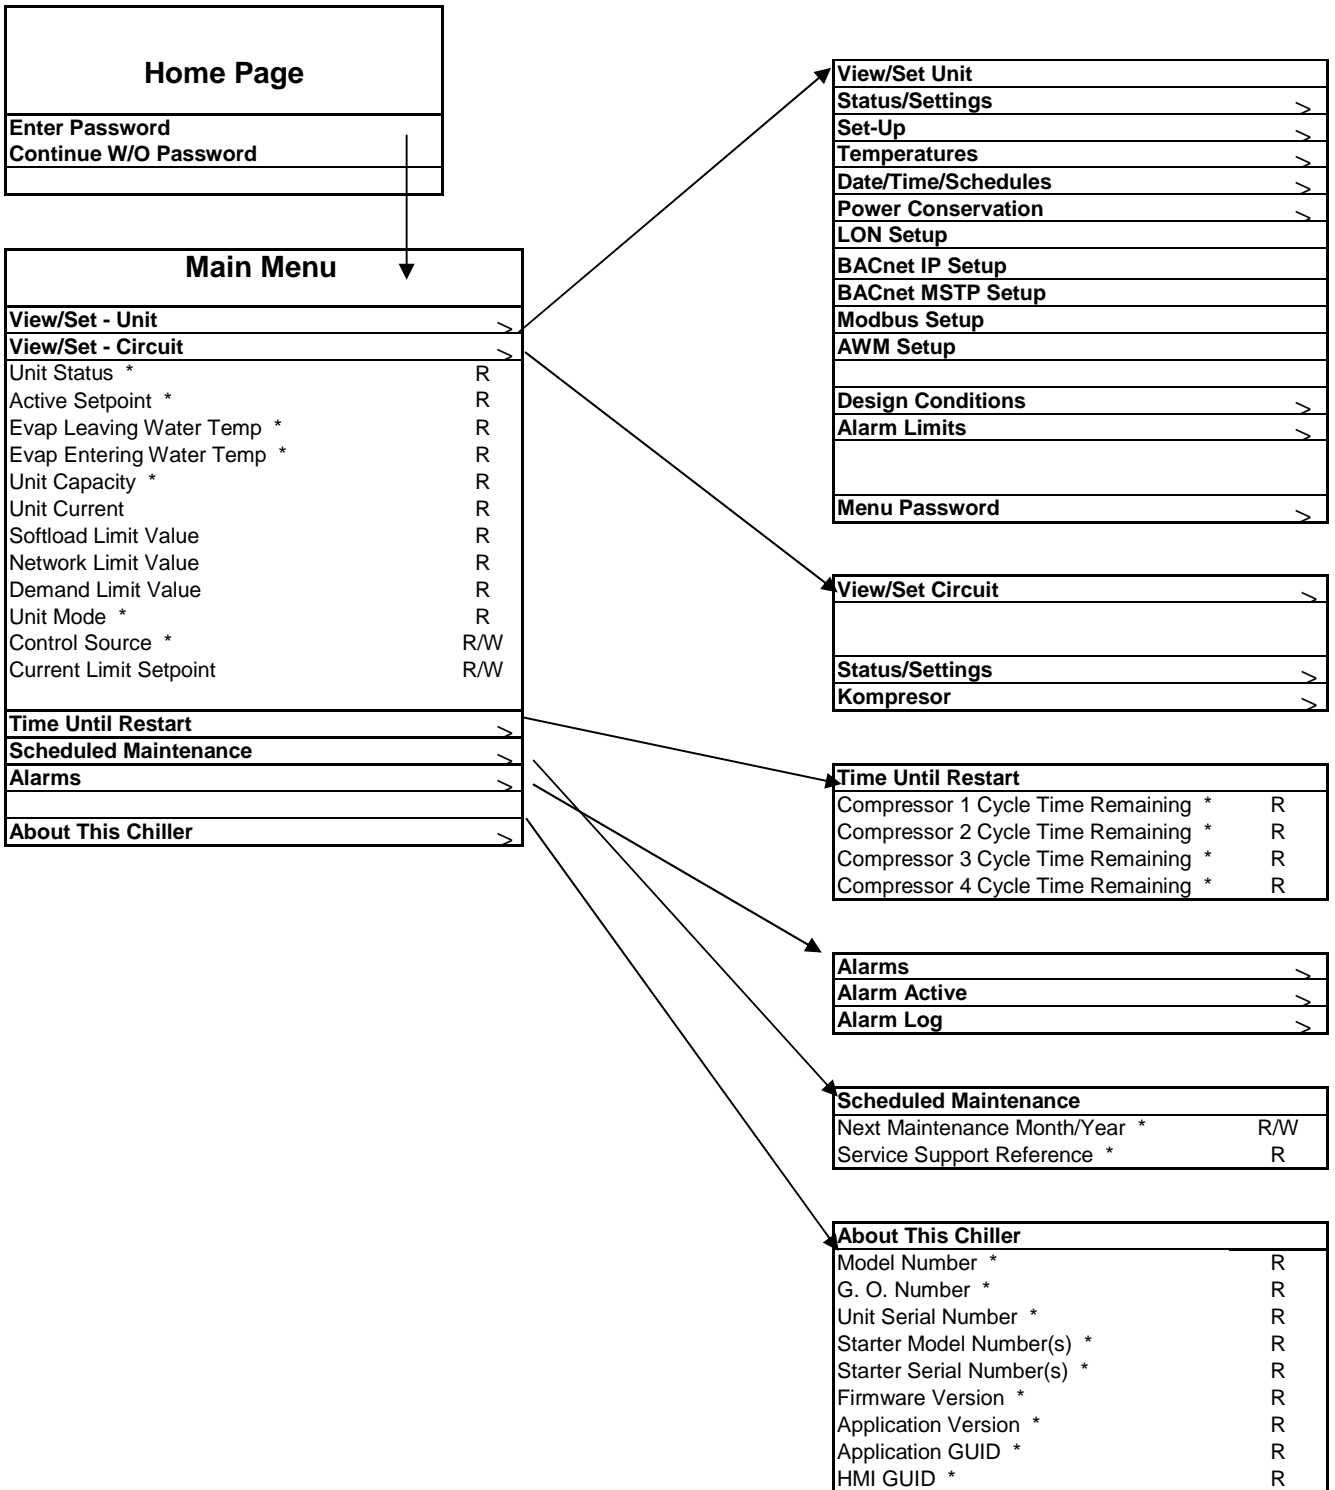 Home Page
Enter Password
Continue W/O Password
Main Menu
View/Set - Unit >
View/Set - Circuit >
Unit Status * R
Active Setpoint * R
Evap Leaving Water Temp * R
Evap Entering Water Temp * R
Unit Capacity * R
Unit Current R
Softload Limit Value R
Network Limit Value R
Demand Limit Value R
Unit Mode * R
Control Source * R/W
Current Limit Setpoint R/W
Time Until Restart >
Scheduled Maintenance >
Alarms >
About This Chiller >
View/Set Unit
Status/Settings >
Set-Up >
Temperatures >
Date/Time/Schedules >
Power Conservation >
LON Setup
BACnet IP Setup
BACnet MSTP Setup
Modbus Setup
AWM Setup
Design Conditions >
Alarm Limits >
Menu Password >
View/Set Circuit >
Status/Settings >
Kompresor >
Time Until Restart
Compressor 1 Cycle Time Remaining * R
Compressor 2 Cycle Time Remaining * R
Compressor 3 Cycle Time Remaining * R
Compressor 4 Cycle Time Remaining * R
Alarms >
Alarm Active >
Alarm Log >
Scheduled Maintenance
Next Maintenance Month/Year * R/W
Service Support Reference * R
About This Chiller
Model Number * R
G. O. Number * R
Unit Serial Number * R
Starter Model Number(s) * R
Starter Serial Number(s) * R
Firmware Version * R
Application Version * R
Application GUID * R
HMI GUID * R